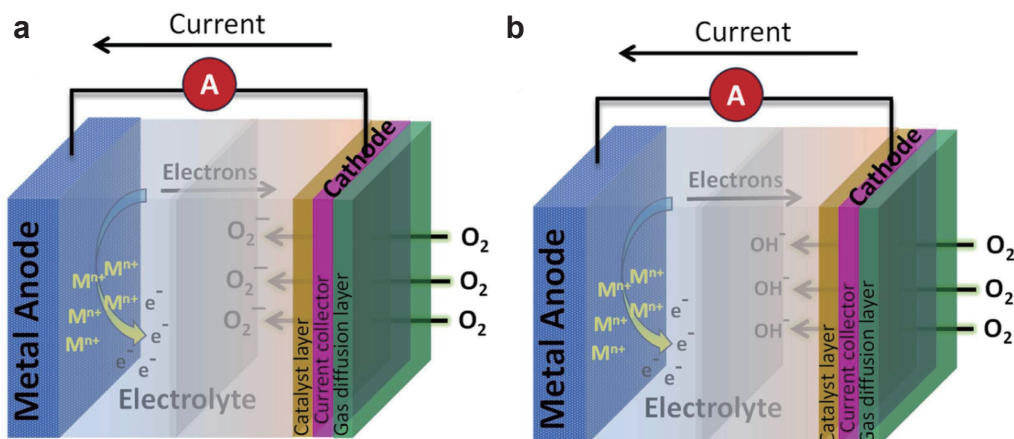 a
Current
A
Cathode
Electrons
O₂⁻
O₂
O₂⁻
O₂
O₂⁻
O₂
Metal Anode
Mⁿ⁺
Mⁿ⁺
Mⁿ⁺
Mⁿ⁺
Mⁿ⁺
e⁻
e⁻
e⁻
e⁻
Electrolyte
Catalyst layer
Current collector
Gas diffusion layer
b
Current
A
Cathode
Electrons
OH⁻
O₂
OH⁻
O₂
OH⁻
O₂
Metal Anode
Mⁿ⁺
Mⁿ⁺
Mⁿ⁺
Mⁿ⁺
Mⁿ⁺
e⁻
e⁻
e⁻
e⁻
Electrolyte
Catalyst layer
Current collector
Gas diffusion layer